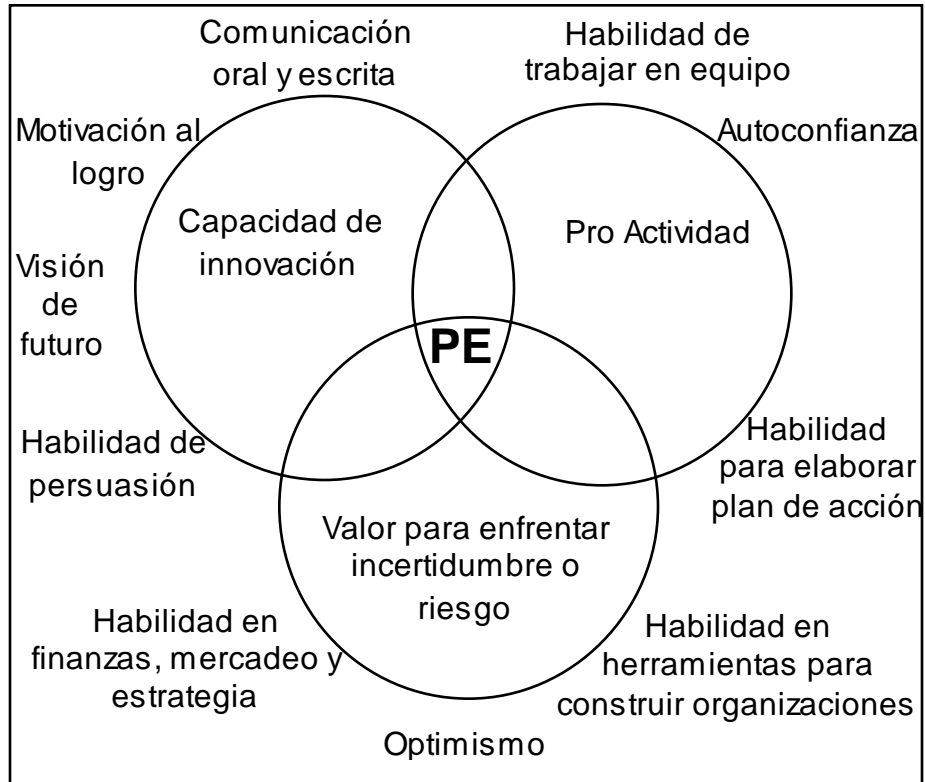 Comunicación
oral y escrita
Habilidad de
trabajar en equipo
Motivación al
logro
Autoconfianza
Capacidad de
innovación
Pro Actividad
Visión
de
futuro
PE
Habilidad de
persuasión
Habilidad
para elaborar
plan de acción
Valor para enfrentar
incertidumbre o
riesgo
Habilidad en
finanzas, mercadeo y
estrategia
Habilidad en
herramientas para
construir organizaciones
Optimismo